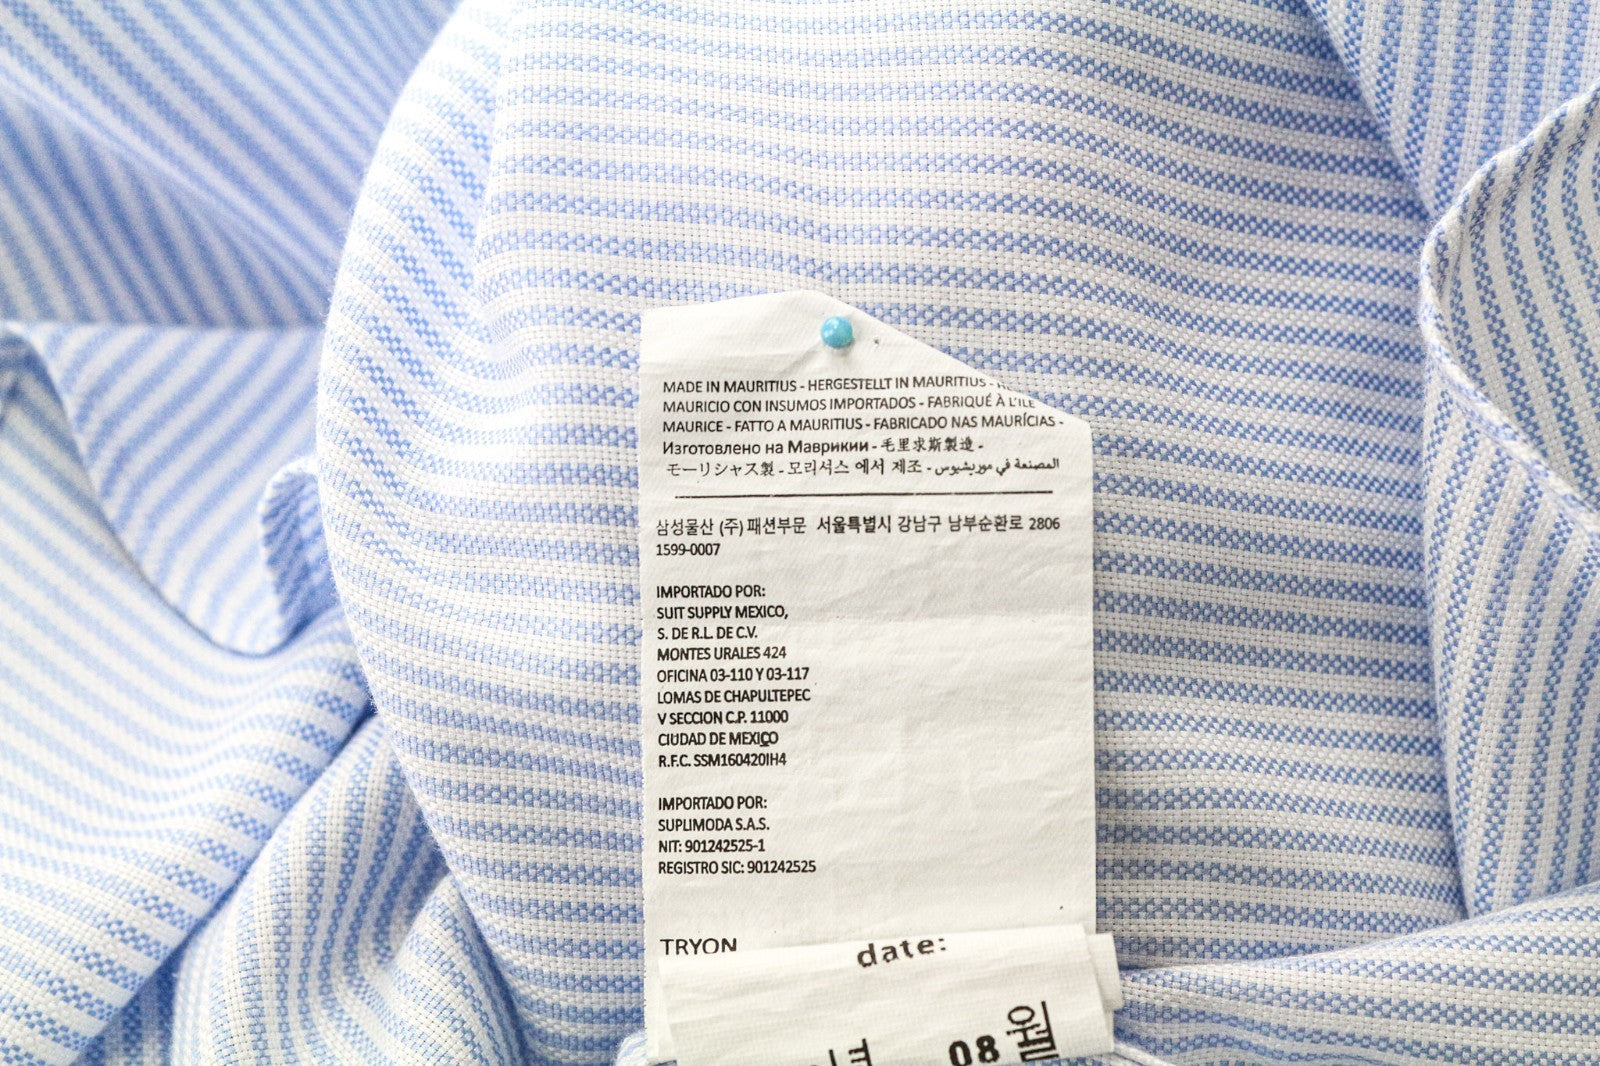 MADE IN MAURITIUS - HERGESTELLT IN MAURITIUS -
MAURICIO CON INSUMOS IMPORTADOS - FABRIQUÉ À L'ILE
MAURICE - FATTO A MAURITIUS - FABRICADO NAS MAURÍCIAS -
Изготовлено на Маврикии - 毛里求斯製造 -
モーリシャス製 - 모리셔스 에서 제조 - المصنعة في موريشيوس
삼성물산 (주) 패션부문 서울특별시 강남구 남부순환로 2806
1599-0007
IMPORTADO POR:
SUIT SUPPLY MEXICO,
S. DE R.L. DE C.V.
MONTES URALES 424
OFICINA 03-110 Y 03-117
LOMAS DE CHAPULTEPEC
V SECCION C.P. 11000
CIUDAD DE MEXICO
R.F.C. SSM160420IH4
IMPORTADO POR:
SUPLIMODA S.A.S.
NIT: 901242525-1
REGISTRO SIC: 901242525
TRYON
date:
08 월